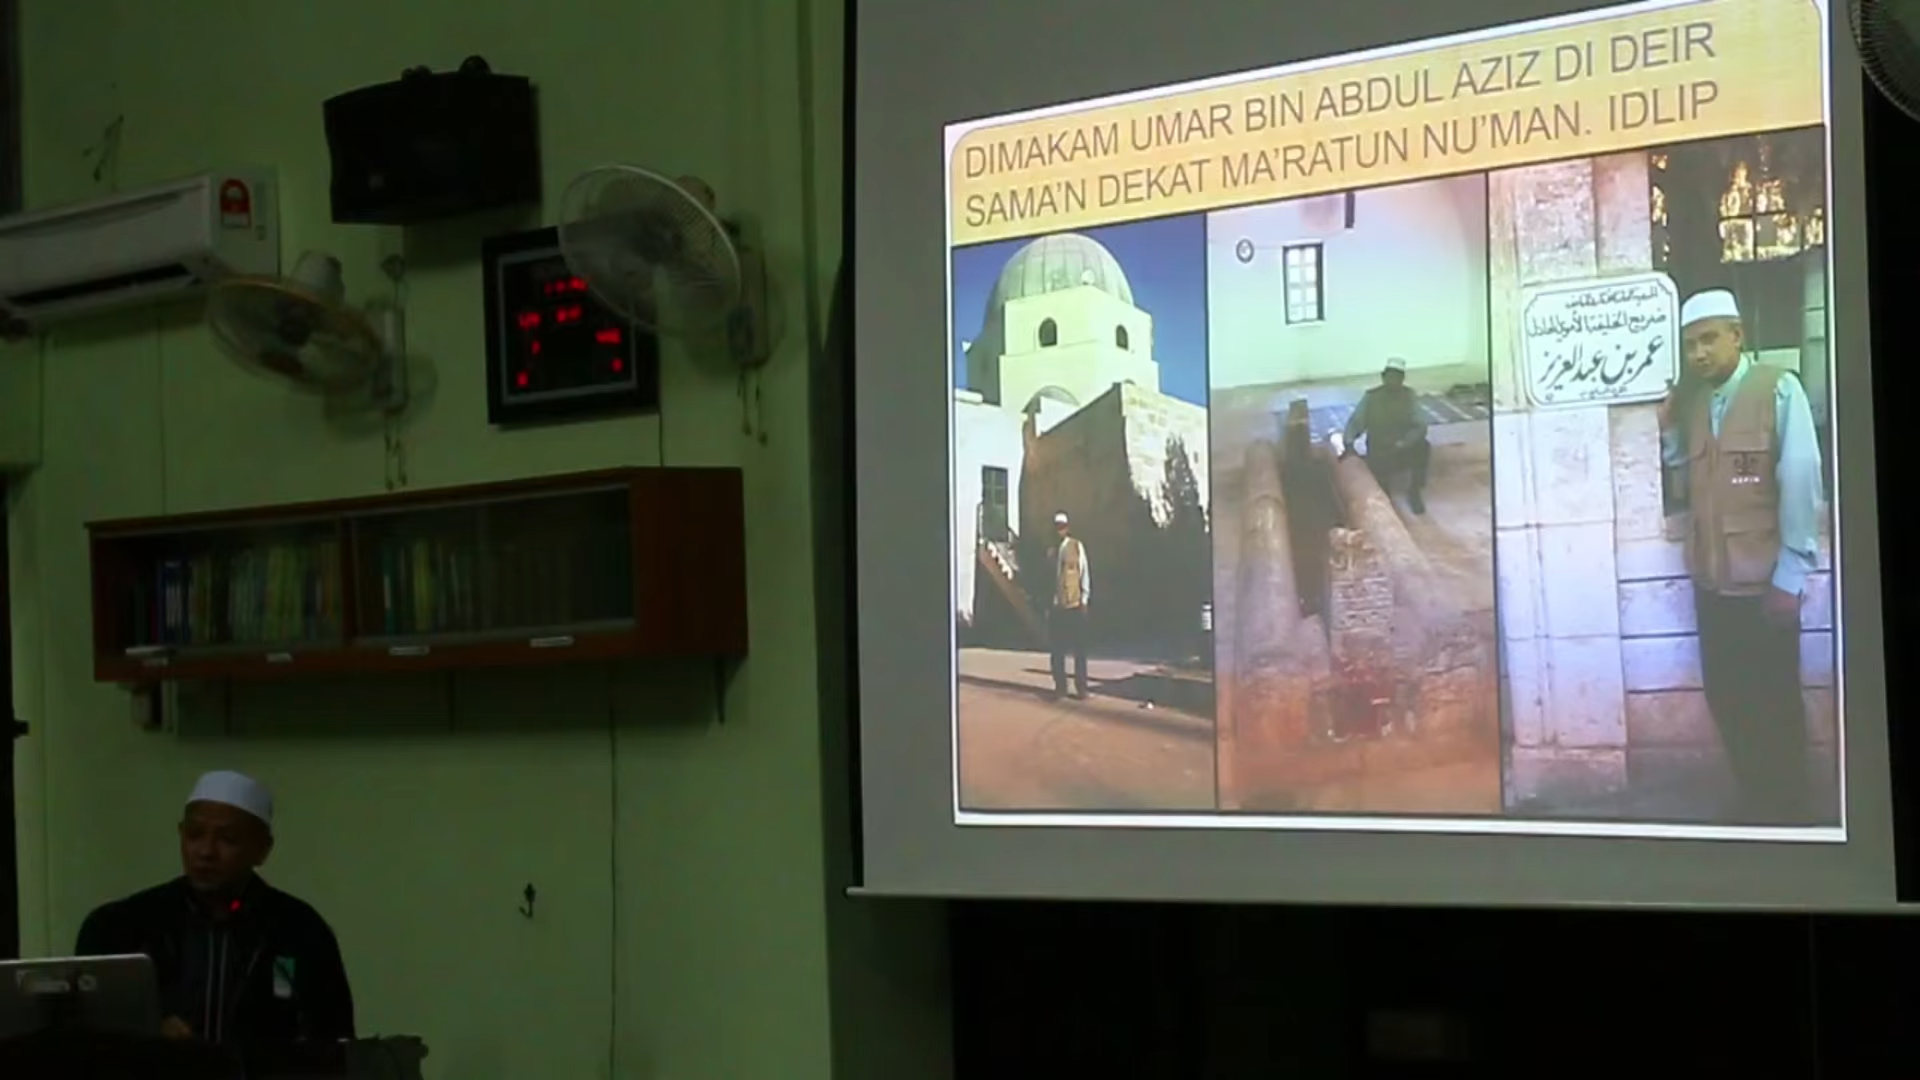 DIMAKAM UMAR BIN ABDUL AZIZ DI DEIR
SAMA'N DEKAT MA'RATUN NU'MAN. IDLIP
ضريح الخليفة الأموي العادل
عمر بن عبد العزيز